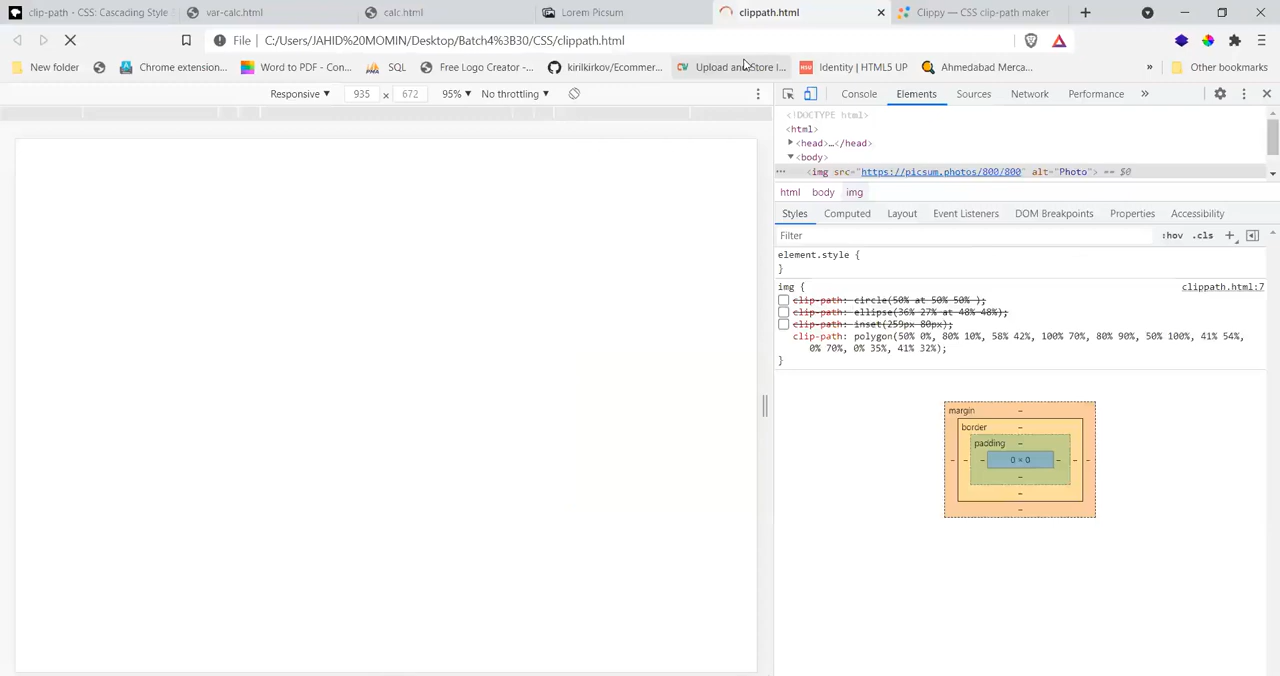 clip-path - CSS: Cascading Style
var-calc.html
calc.html
Lorem Picsum
clippath.html
Clippy — CSS clip-path maker
File
C:/Users/JAHID%20MOMIN/Desktop/Batch4%3B30/CSS/clippath.html
New folder
Chrome extension...
Word to PDF - Con...
SQL
Free Logo Creator -...
kirilkirkov/Ecommer...
Upload and Store I...
Identity | HTML5 UP
Ahmedabad Merca...
»
Other bookmarks
Responsive
935 × 672
95%
No throttling
Console
Elements
Sources
Network
Performance
»
<!DOCTYPE html>
<html>
<head>…</head>
<body>
<img src="https://picsum.photos/800/800" alt="Photo"> == $0
html
body
img
Styles
Computed
Layout
Event Listeners
DOM Breakpoints
Properties
Accessibility
Filter
:hov
.cls
element.style {
}
img {
clippath.html:7
clip-path: circle(50% at 50% 50% );
clip-path: ellipse(36% 27% at 48% 48%);
clip-path: inset(259px 80px);
clip-path: polygon(50% 0%, 80% 10%, 58% 42%, 100% 70%, 80% 90%, 50% 100%, 41% 54%,
0% 70%, 0% 35%, 41% 32%);
}
margin
border
padding
0 × 0